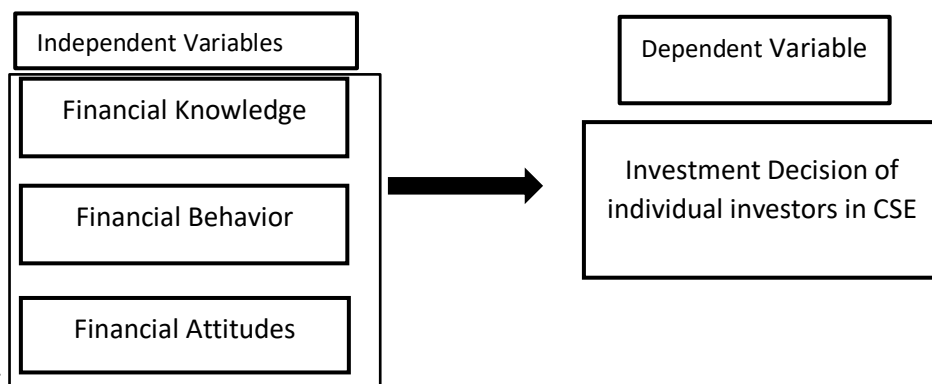 Independent Variables
Financial Knowledge
Financial Behavior
Financial Attitudes
Dependent Variable
Investment Decision of
individual investors in CSE